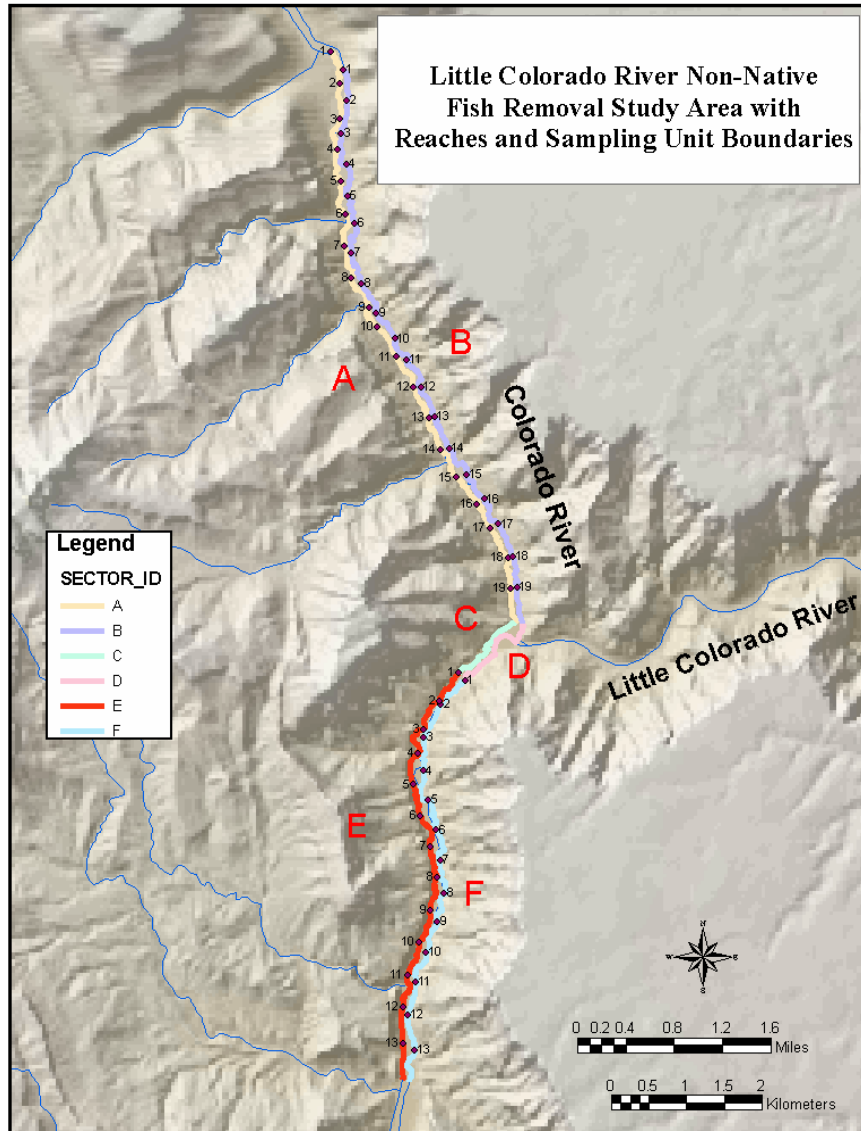 Little Colorado River Non-Native
Fish Removal Study Area with
Reaches and Sampling Unit Boundaries
1
1
2
2
3
3
4
4
5
5
6
6
7
7
8
8
9
9
10
10
B
11
11
A
12
12
13
13
Colorado River
14
14
15
15
16
16
17
17
18
18
19
19
Legend
SECTOR_ID
A
B
C
D
E
F
C
D
Little Colorado River
1
1
2
2
3
3
4
4
5
5
6
6
E
7
7
8
8
F
9
9
10
10
11
11
12
12
13
13
N
W E
S
0 0.2 0.4 0.8 1.2 1.6
Miles
0 0.5 1 1.5 2
Kilometers